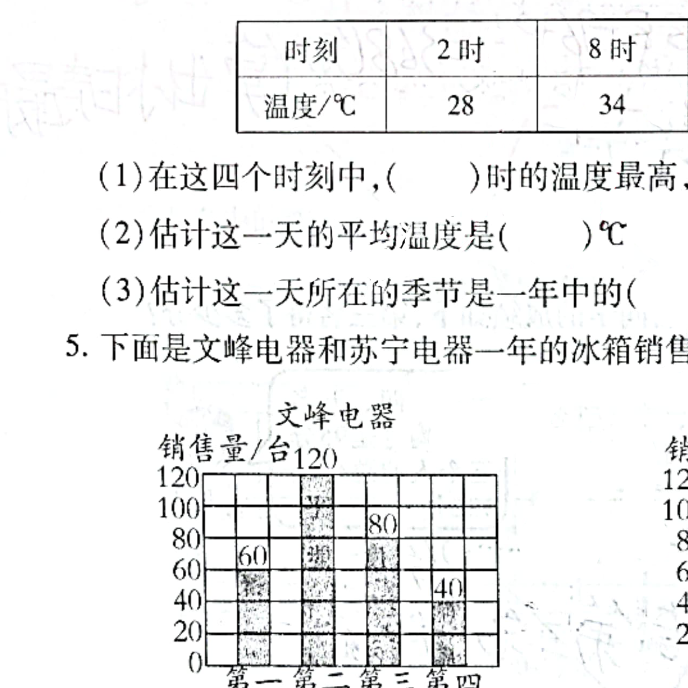 时刻 2时 8时
温度/℃ 28 34
(1)在这四个时刻中,( )时的温度最高、
(2)估计这一天的平均温度是( )℃
(3)估计这一天所在的季节是一年中的(
5. 下面是文峰电器和苏宁电器一年的冰箱销售
文峰电器
销售量/台 120
120
100
80 80
60 60
40 40
20
0
第一 第二 第三 第四
销
12
10
8
6
4
2